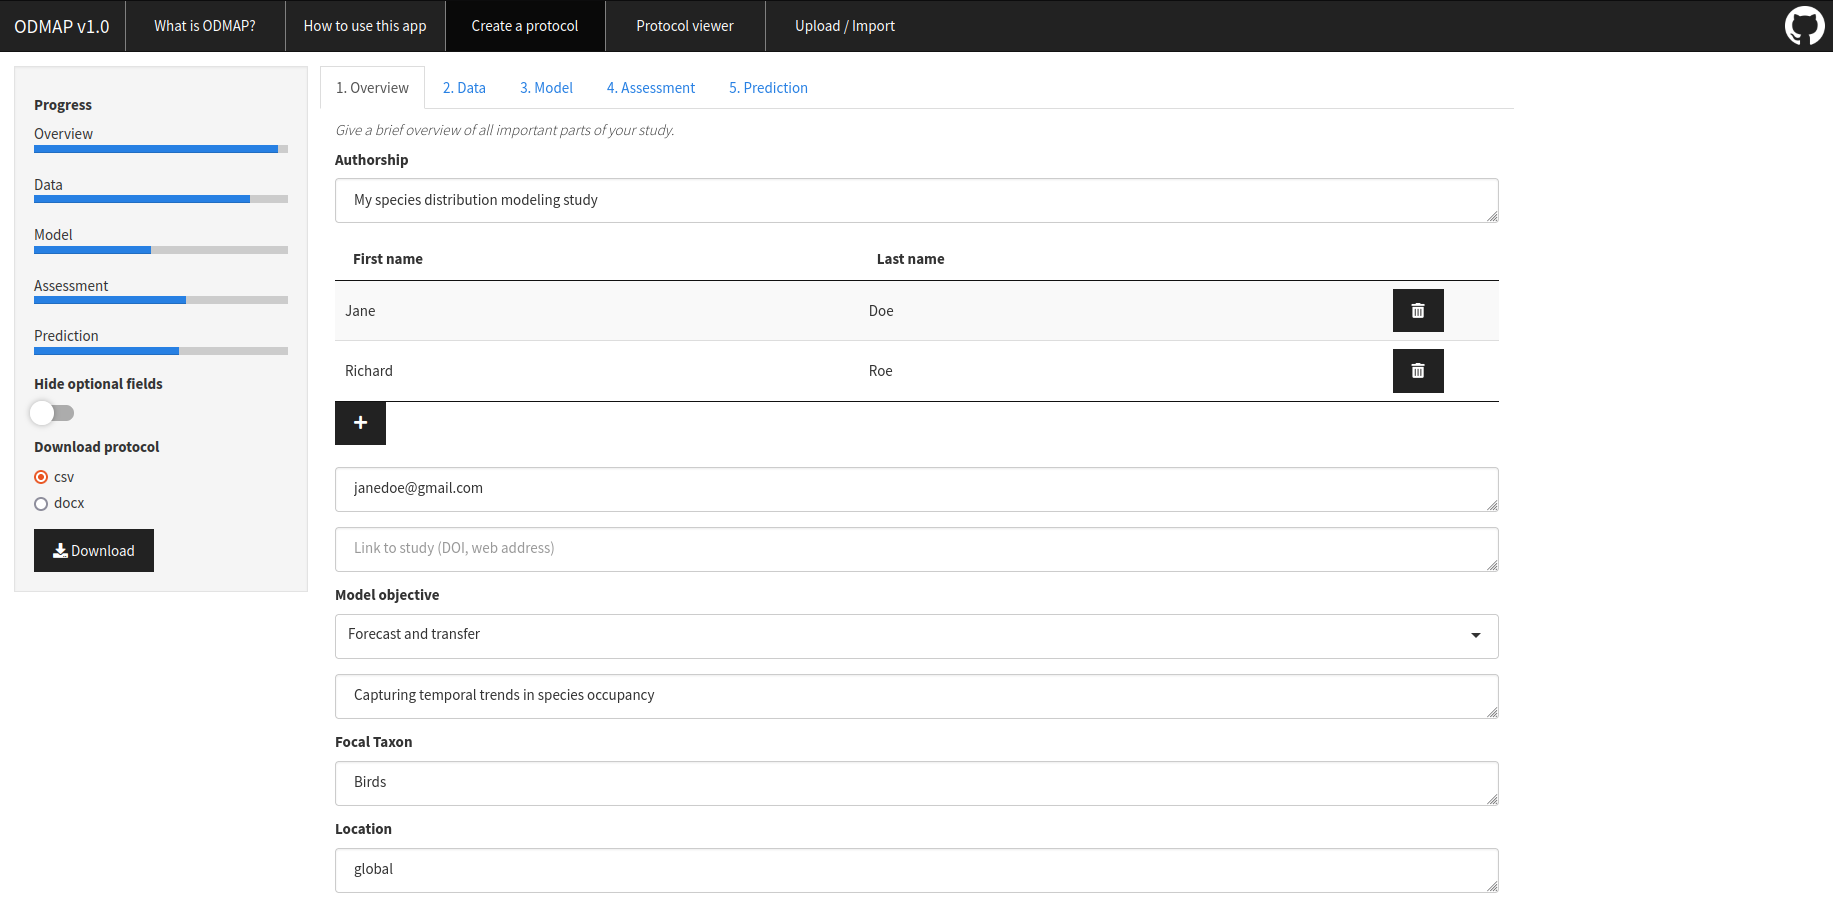 ODMAP v1.0
What is ODMAP?
How to use this app
Create a protocol
Protocol viewer
Upload / Import
Progress
Overview
Data
Model
Assessment
Prediction
Hide optional fields
Download protocol
csv
docx
Download
1. Overview
2. Data
3. Model
4. Assessment
5. Prediction
Give a brief overview of all important parts of your study.
Authorship
My species distribution modeling study
First name
Last name
Jane
Doe
Richard
Roe
janedoe@gmail.com
Link to study (DOI, web address)
Model objective
Forecast and transfer
Capturing temporal trends in species occupancy
Focal Taxon
Birds
Location
global